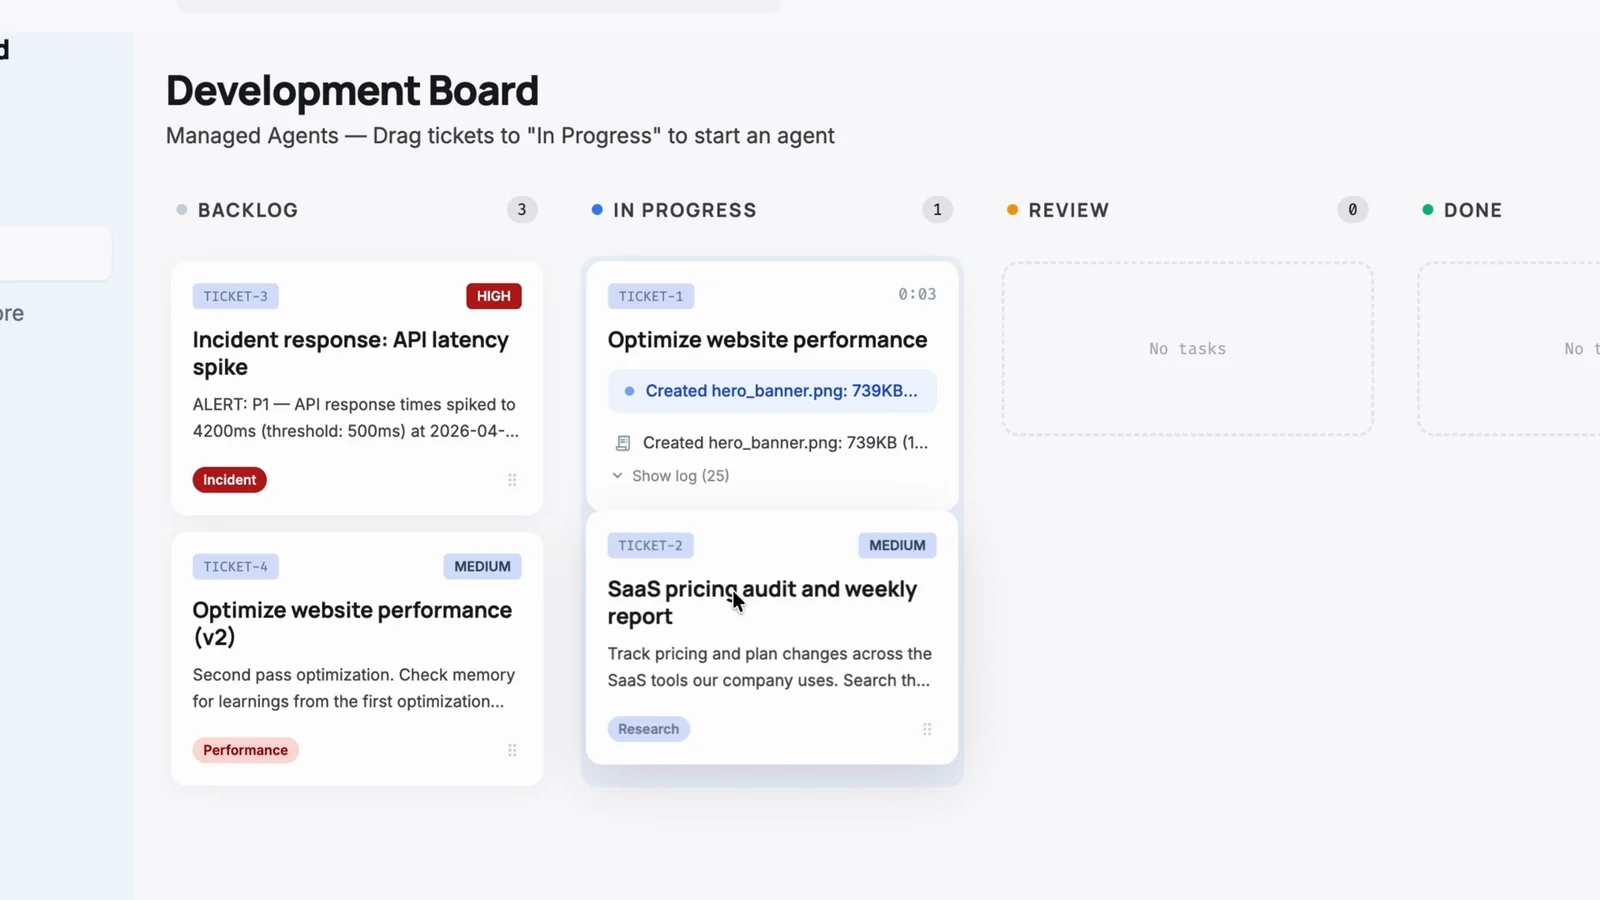 Development Board
Managed Agents — Drag tickets to "In Progress" to start an agent
BACKLOG
3
TICKET-3
HIGH
Incident response: API latency
spike
ALERT: P1 — API response times spiked to
4200ms (threshold: 500ms) at 2026-04-...
Incident
TICKET-4
MEDIUM
Optimize website performance
(v2)
Second pass optimization. Check memory
for learnings from the first optimization...
Performance
IN PROGRESS
1
TICKET-1
0:03
Optimize website performance
Created hero_banner.png: 739KB...
Created hero_banner.png: 739KB (1...
Show log (25)
TICKET-2
MEDIUM
SaaS pricing audit and weekly
report
Track pricing and plan changes across the
SaaS tools our company uses. Search th...
Research
REVIEW
0
No tasks
DONE
No t